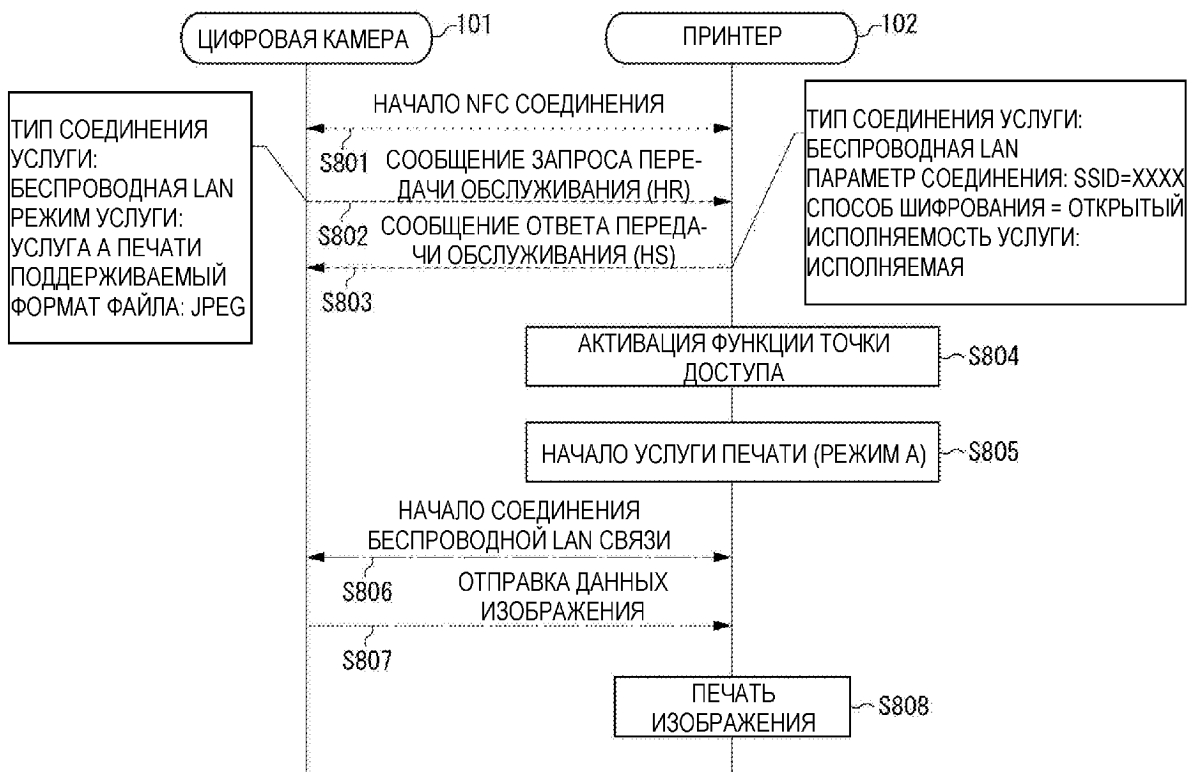 ЦИФРОВАЯ КАМЕРА
101
ПРИНТЕР
102
НАЧАЛО NFC СОЕДИНЕНИЯ
S801
ТИП СОЕДИНЕНИЯ
УСЛУГИ:
БЕСПРОВОДНАЯ LAN
РЕЖИМ УСЛУГИ:
УСЛУГА А ПЕЧАТИ
ПОДДЕРЖИВАЕМЫЙ
ФОРМАТ ФАЙЛА: JPEG
СООБЩЕНИЕ ЗАПРОСА ПЕРЕ-
ДАЧИ ОБСЛУЖИВАНИЯ (HR)
S802
СООБЩЕНИЕ ОТВЕТА ПЕРЕДА-
ЧИ ОБСЛУЖИВАНИЯ (HS)
S803
ТИП СОЕДИНЕНИЯ УСЛУГИ:
БЕСПРОВОДНАЯ LAN
ПАРАМЕТР СОЕДИНЕНИЯ: SSID=XXXX
СПОСОБ ШИФРОВАНИЯ = ОТКРЫТЫЙ
ИСПОЛНЯЕМОСТЬ УСЛУГИ:
ИСПОЛНЯЕМАЯ
АКТИВАЦИЯ ФУНКЦИИ ТОЧКИ
ДОСТУПА
S804
НАЧАЛО УСЛУГИ ПЕЧАТИ (РЕЖИМ А)
S805
НАЧАЛО СОЕДИНЕНИЯ
БЕСПРОВОДНОЙ LAN СВЯЗИ
S806
ОТПРАВКА ДАННЫХ
ИЗОБРАЖЕНИЯ
S807
ПЕЧАТЬ
ИЗОБРАЖЕНИЯ
S808